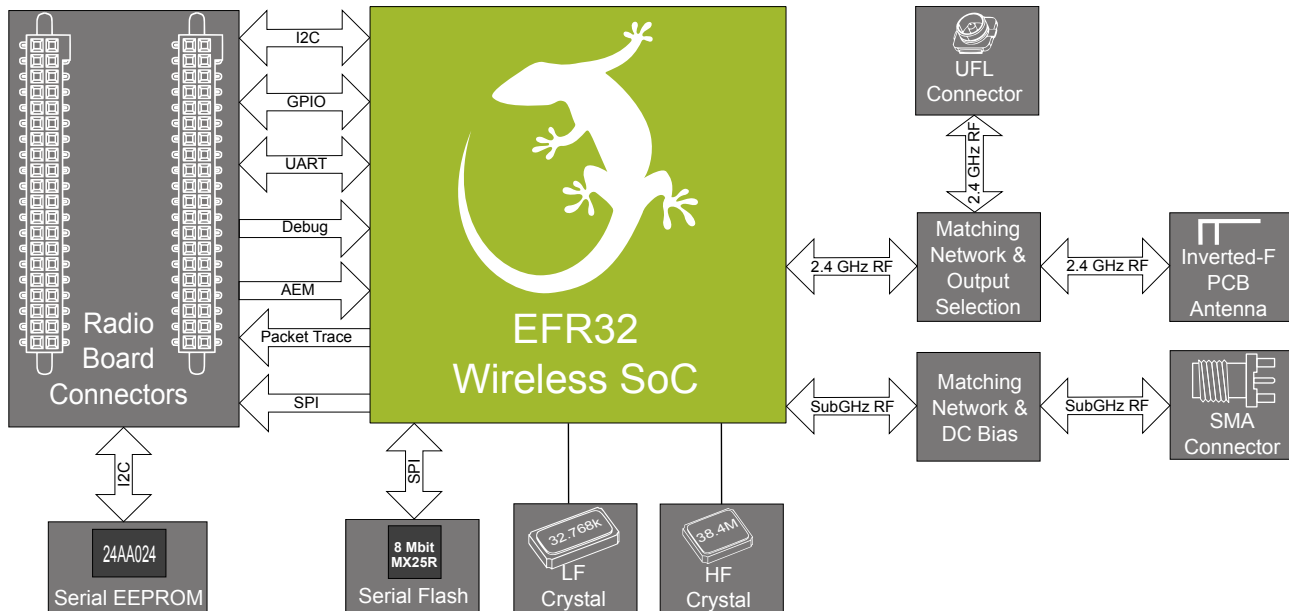 I2C
GPIO
UART
Debug
AEM
Packet Trace
SPI
Radio
Board
Connectors
EFR32
Wireless SoC
UFL
Connector
2.4 GHz RF
2.4 GHz RF
Matching
Network &
Output
Selection
2.4 GHz RF
Inverted-F
PCB
Antenna
SubGHz RF
Matching
Network &
DC Bias
SubGHz RF
SMA
Connector
I2C
24AA024
Serial EEPROM
SPI
8 Mbit
MX25R
Serial Flash
32.768k
LF
Crystal
38.4M
HF
Crystal